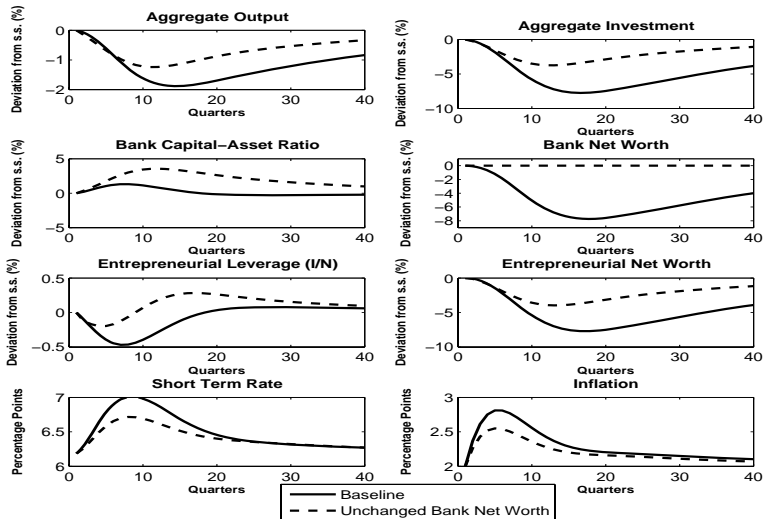 Aggregate Output
Deviation from s.s. (%)
0
−1
−2
0 10 20 30 40
Quarters
Aggregate Investment
Deviation from s.s. (%)
0
−5
−10
0 10 20 30 40
Quarters
Bank Capital−Asset Ratio
Deviation from s.s. (%)
5
0
−5
0 10 20 30 40
Bank Net Worth
Deviation from s.s. (%)
0
−2
−4
−6
−8
0 10 20 30 40
Entrepreneurial Leverage (I/N)
Deviation from s.s. (%)
0.5
0
−0.5
0 10 20 30 40
Entrepreneurial Net Worth
Deviation from s.s. (%)
0
−5
−10
0 10 20 30 40
Short Term Rate
Percentage Points
7
6.5
6
0 10 20 30 40
Quarters
Inflation
Percentage Points
3
2.5
2
0 10 20 30 40
Quarters
Baseline
Unchanged Bank Net Worth